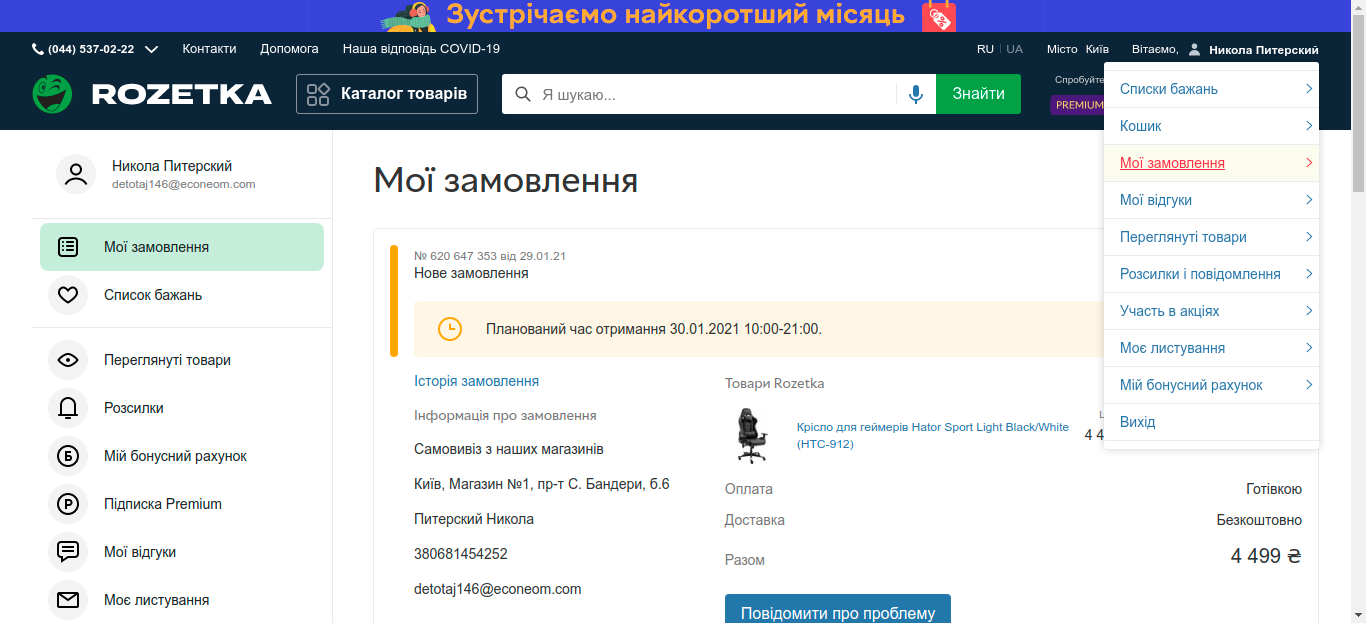 Зустрічаємо найкоротший місяць
(044) 537-02-22
Контакти
Допомога
Наша відповідь COVID-19
RU | UA
Місто Київ
Вітаємо, Никола Питерский
ROZETKA
Каталог товарів
Я шукаю...
Знайти
Спробуйте
PREMIUM
Списки бажань
Кошик
Мої замовлення
Мої відгуки
Переглянуті товари
Розсилки і повідомлення
Участь в акціях
Моє листування
Мій бонусний рахунок
Вихід
Никола Питерский
detotaj146@econeom.com
Мої замовлення
Список бажань
Переглянуті товари
Розсилки
Мій бонусний рахунок
Підписка Premium
Мої відгуки
Моє листування
Мої замовлення
№ 620 647 353 від 29.01.21
Нове замовлення
Планований час отримання 30.01.2021 10:00-21:00.
Історія замовлення
Інформація про замовлення
Самовивіз з наших магазинів
Київ, Магазин №1, пр-т С. Бандери, б.6
Питерский Никола
380681454252
detotaj146@econeom.com
Товари Rozetka
Крісло для геймерів Hator Sport Light Black/White
(HTC-912)
4 4
Оплата
Готівкою
Доставка
Безкоштовно
Разом
4 499 ₴
Повідомити про проблему